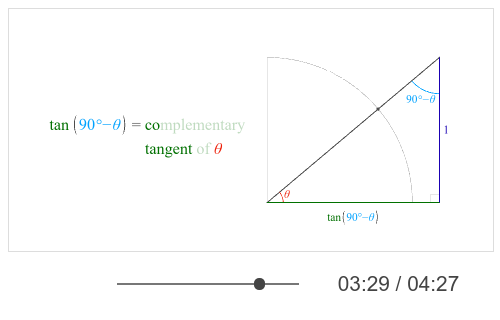 tan (90°−θ) = complementary
tangent of θ
90°−θ
1
θ
tan(90°−θ)
03:29 / 04:27